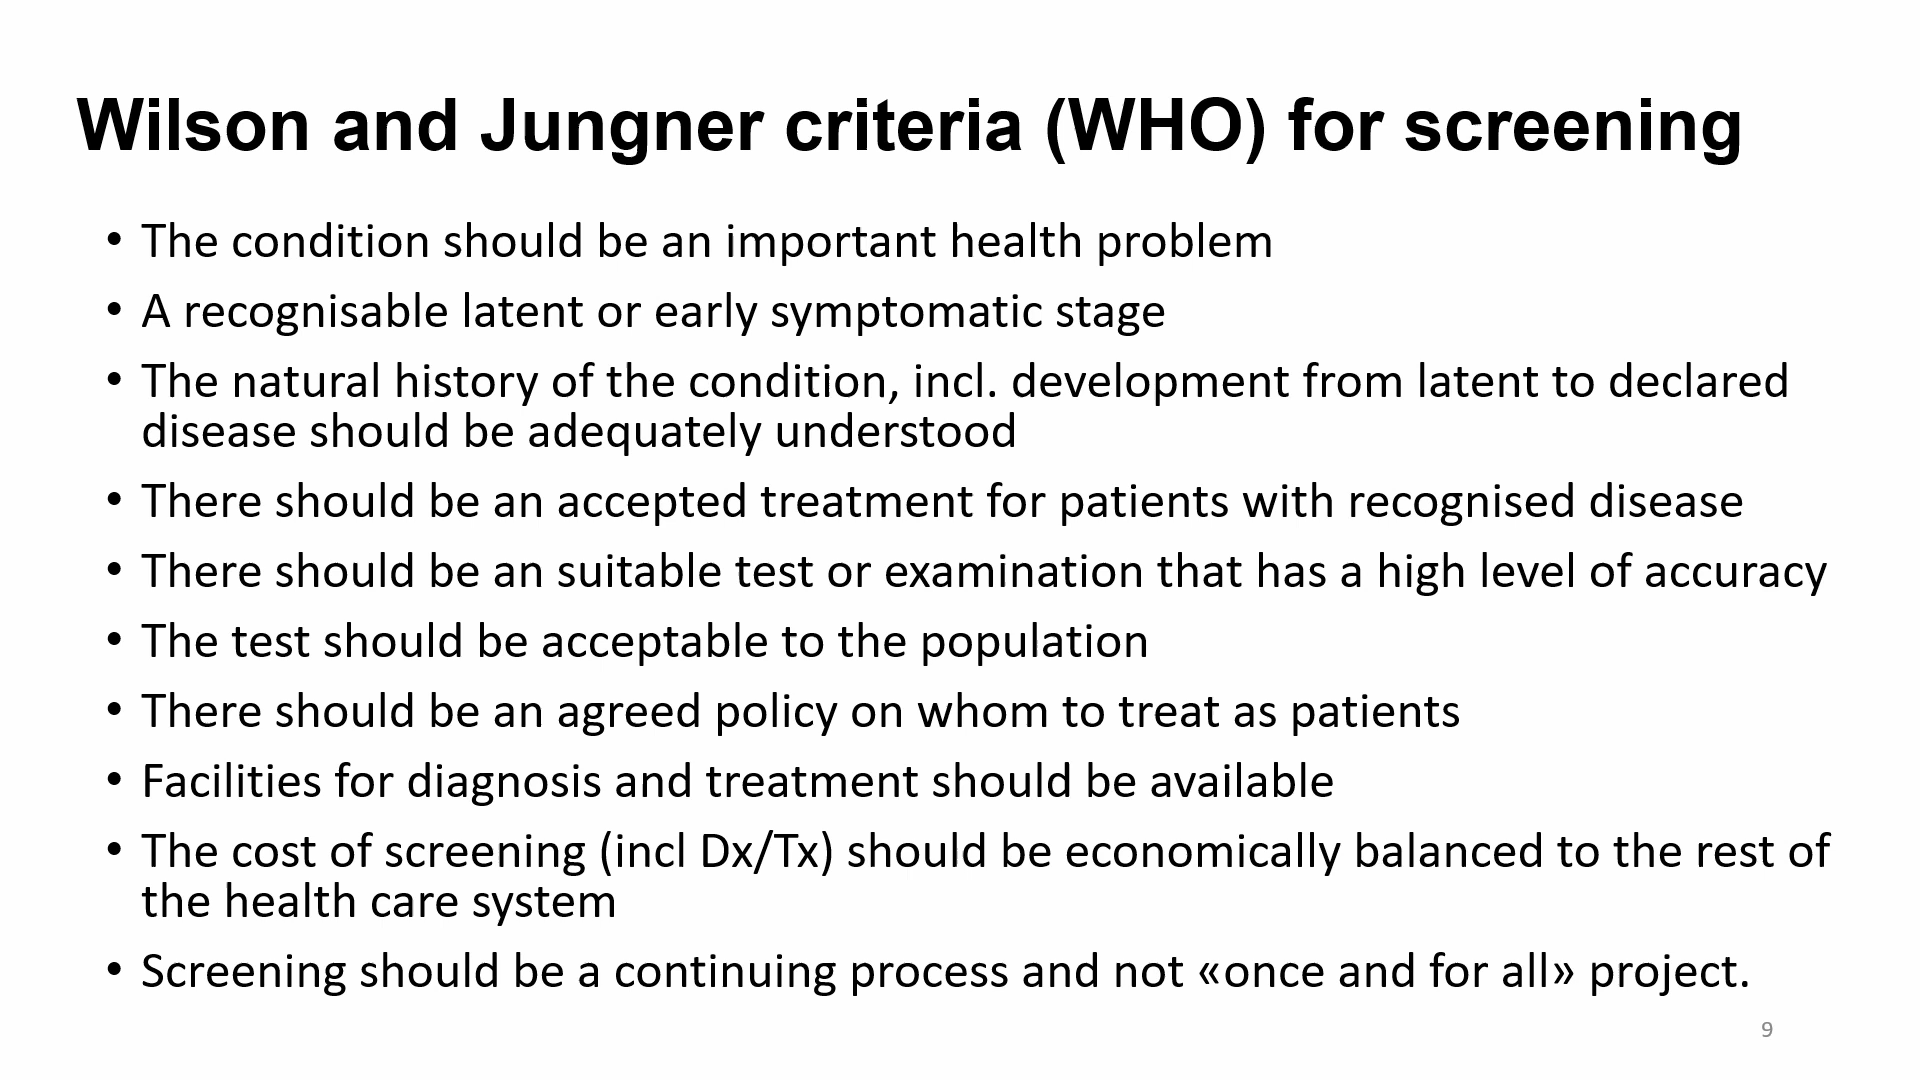 Wilson and Jungner criteria (WHO) for screening
• The condition should be an important health problem
• A recognisable latent or early symptomatic stage
• The natural history of the condition, incl. development from latent to declared
disease should be adequately understood
• There should be an accepted treatment for patients with recognised disease
• There should be an suitable test or examination that has a high level of accuracy
• The test should be acceptable to the population
• There should be an agreed policy on whom to treat as patients
• Facilities for diagnosis and treatment should be available
• The cost of screening (incl Dx/Tx) should be economically balanced to the rest of
the health care system
• Screening should be a continuing process and not «once and for all» project.
9